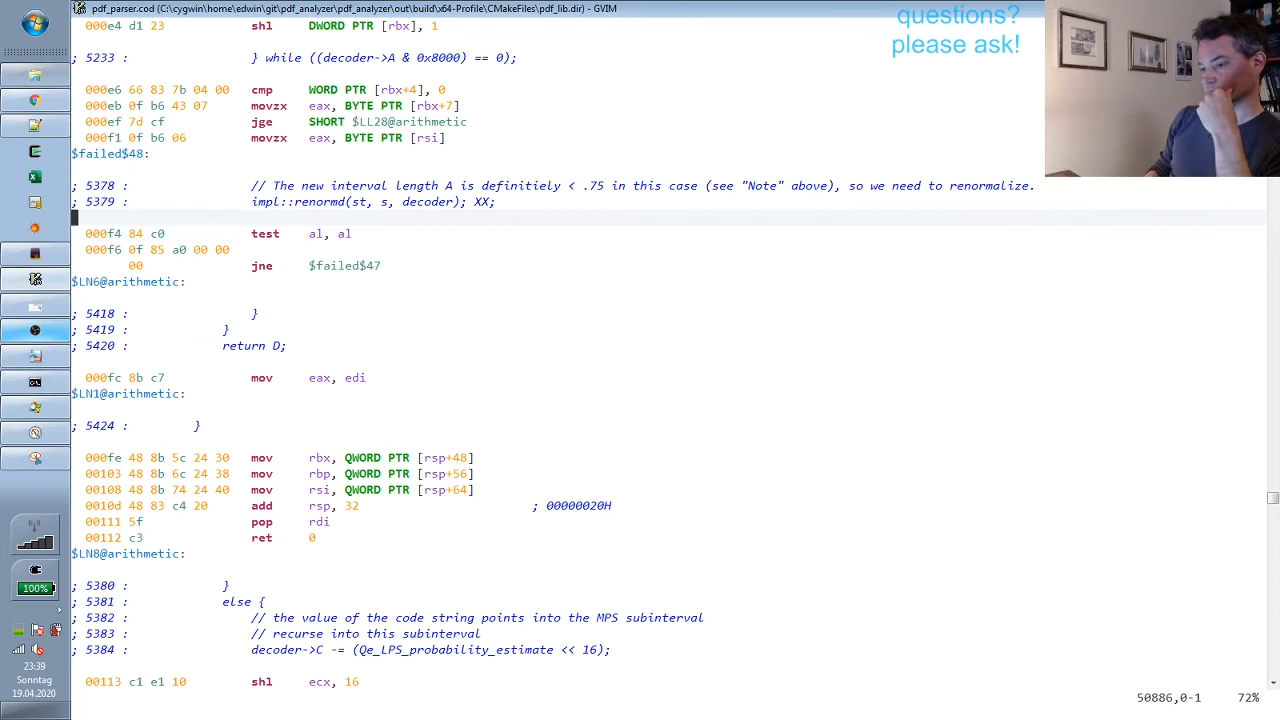 pdf_parser.cod (C:\cygwin\home\edwin\git\pdf_analyzer\pdf_analyzer\out\build\x64-Profile\CMakeFiles\pdf_lib.dir) - GVIM
questions?
please ask!
000e4 d1 23 shl DWORD PTR [rbx], 1
; 5233 : } while ((decoder->A & 0x8000) == 0);
000e6 66 83 7b 04 00 cmp WORD PTR [rbx+4], 0
000eb 0f b6 43 07 movzx eax, BYTE PTR [rbx+7]
000ef 7d cf jge SHORT $LL28@arithmetic
000f1 0f b6 06 movzx eax, BYTE PTR [rsi]
$failed$48:
; 5378 : // The new interval length A is definitiely < .75 in this case (see "Note" above), so we need to renormalize.
; 5379 : impl::renormd(st, s, decoder); XX;
000f4 84 c0 test al, al
000f6 0f 85 a0 00 00
00 jne $failed$47
$LN6@arithmetic:
; 5418 : }
; 5419 : }
; 5420 : return D;
000fc 8b c7 mov eax, edi
$LN1@arithmetic:
; 5424 : }
000fe 48 8b 5c 24 30 mov rbx, QWORD PTR [rsp+48]
00103 48 8b 6c 24 38 mov rbp, QWORD PTR [rsp+56]
00108 48 8b 74 24 40 mov rsi, QWORD PTR [rsp+64]
0010d 48 83 c4 20 add rsp, 32 ; 00000020H
00111 5f pop rdi
00112 c3 ret 0
$LN8@arithmetic:
; 5380 : }
; 5381 : else {
; 5382 : // the value of the code string points into the MPS subinterval
; 5383 : // recurse into this subinterval
; 5384 : decoder->C -= (Qe_LPS_probability_estimate << 16);
00113 c1 e1 10 shl ecx, 16
50886,0-1 72%
100%
23:39
Sonntag
19.04.2020